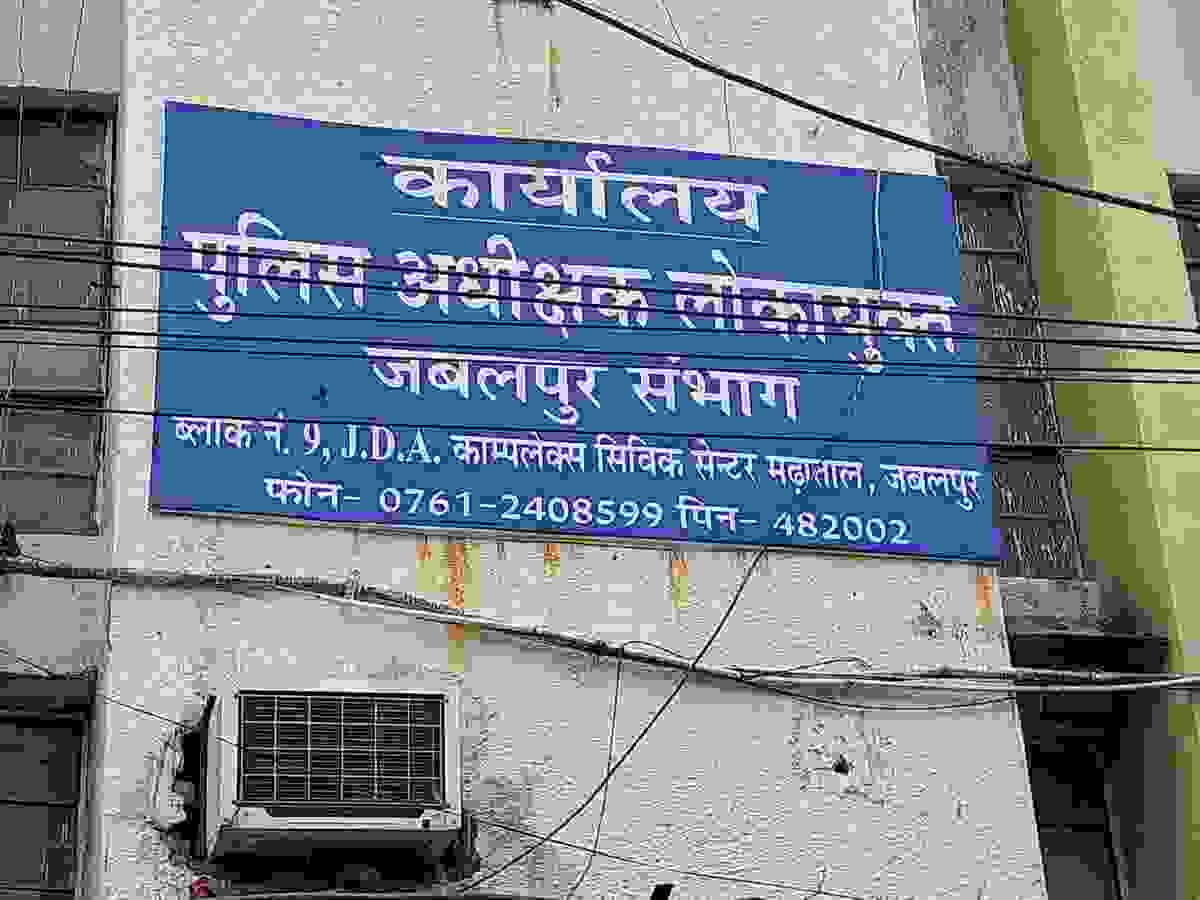 कार्यालय
पुलिस अधीक्षक लोकायुक्त
जबलपुर संभाग
ब्लाक नं. 9, J.D.A. काम्पलेक्स सिविक सेन्टर मढ़ाताल, जबलपुर
फोन- 0761-2408599 पिन- 482002